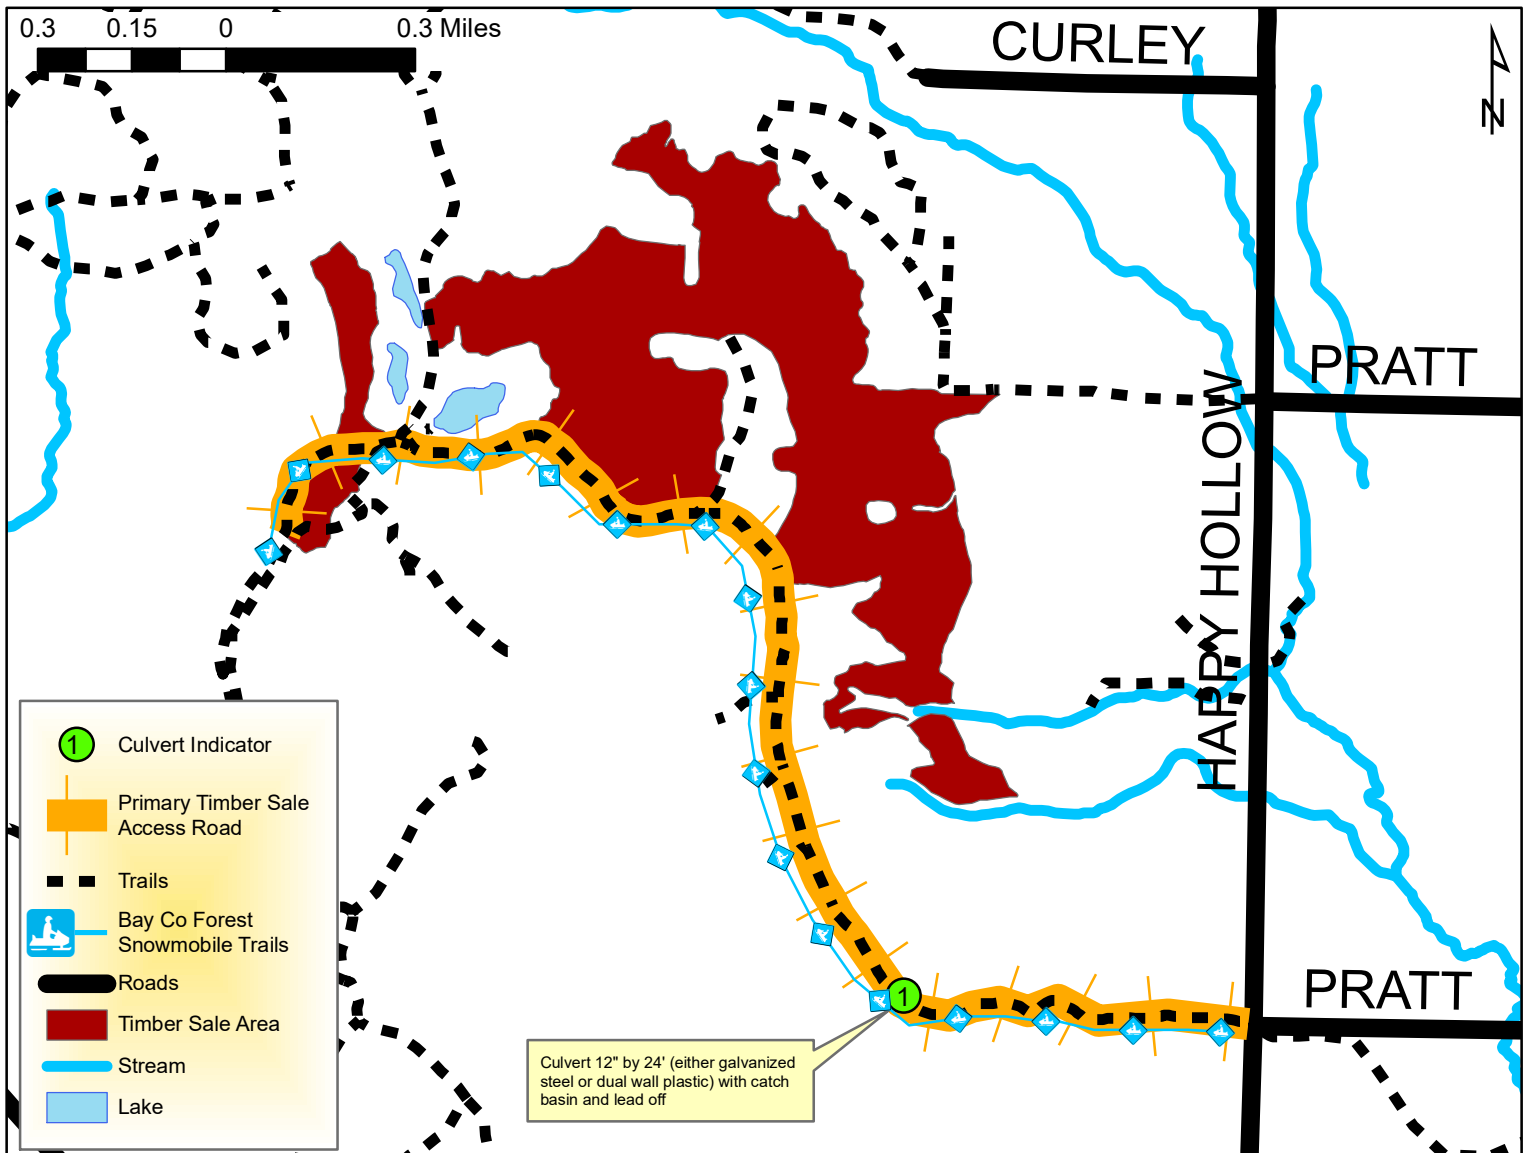 0.3 0.15 0 0.3 Miles
CURLEY
N
PRATT
HAPPY HOLLOW
PRATT
1
Culvert 12" by 24' (either galvanized
steel or dual wall plastic) with catch
basin and lead off
1 Culvert Indicator
Primary Timber Sale
Access Road
Trails
Bay Co Forest
Snowmobile Trails
Roads
Timber Sale Area
Stream
Lake